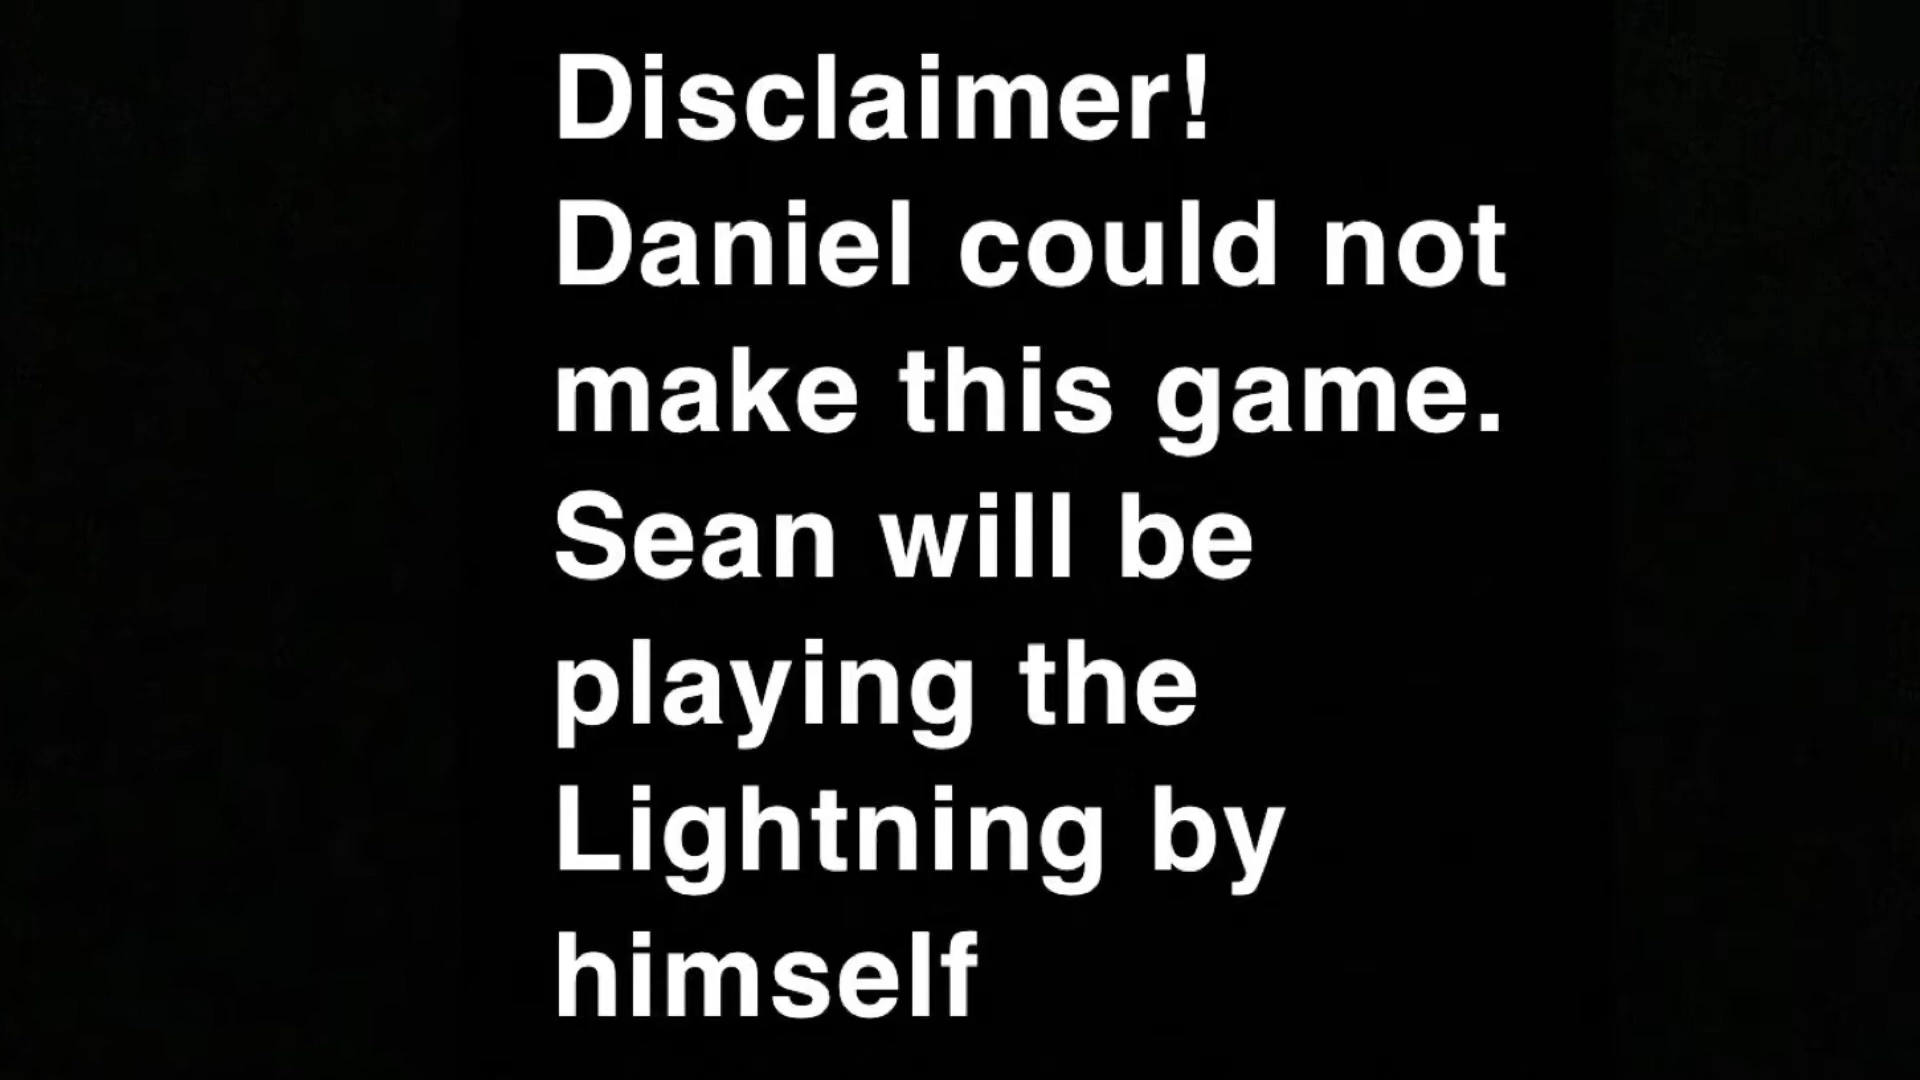 Disclaimer!
Daniel could not
make this game.
Sean will be
playing the
Lightning by
himself